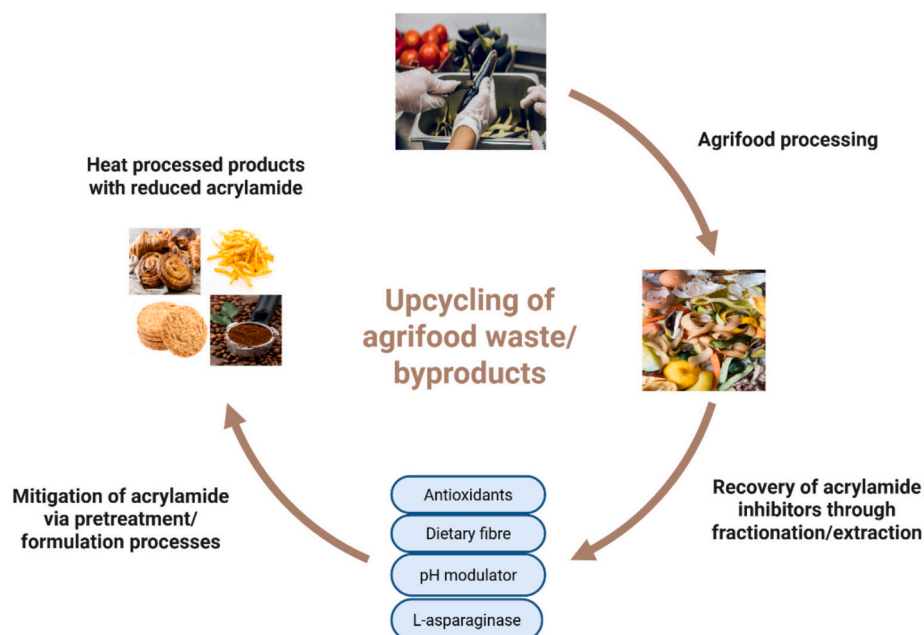 Agrifood processing
Heat processed products
with reduced acrylamide
Upcycling of
agrifood waste/
byproducts
Recovery of acrylamide
inhibitors through
fractionation/extraction
Antioxidants
Dietary fibre
pH modulator
L-asparaginase
Mitigation of acrylamide
via pretreatment/
formulation processes